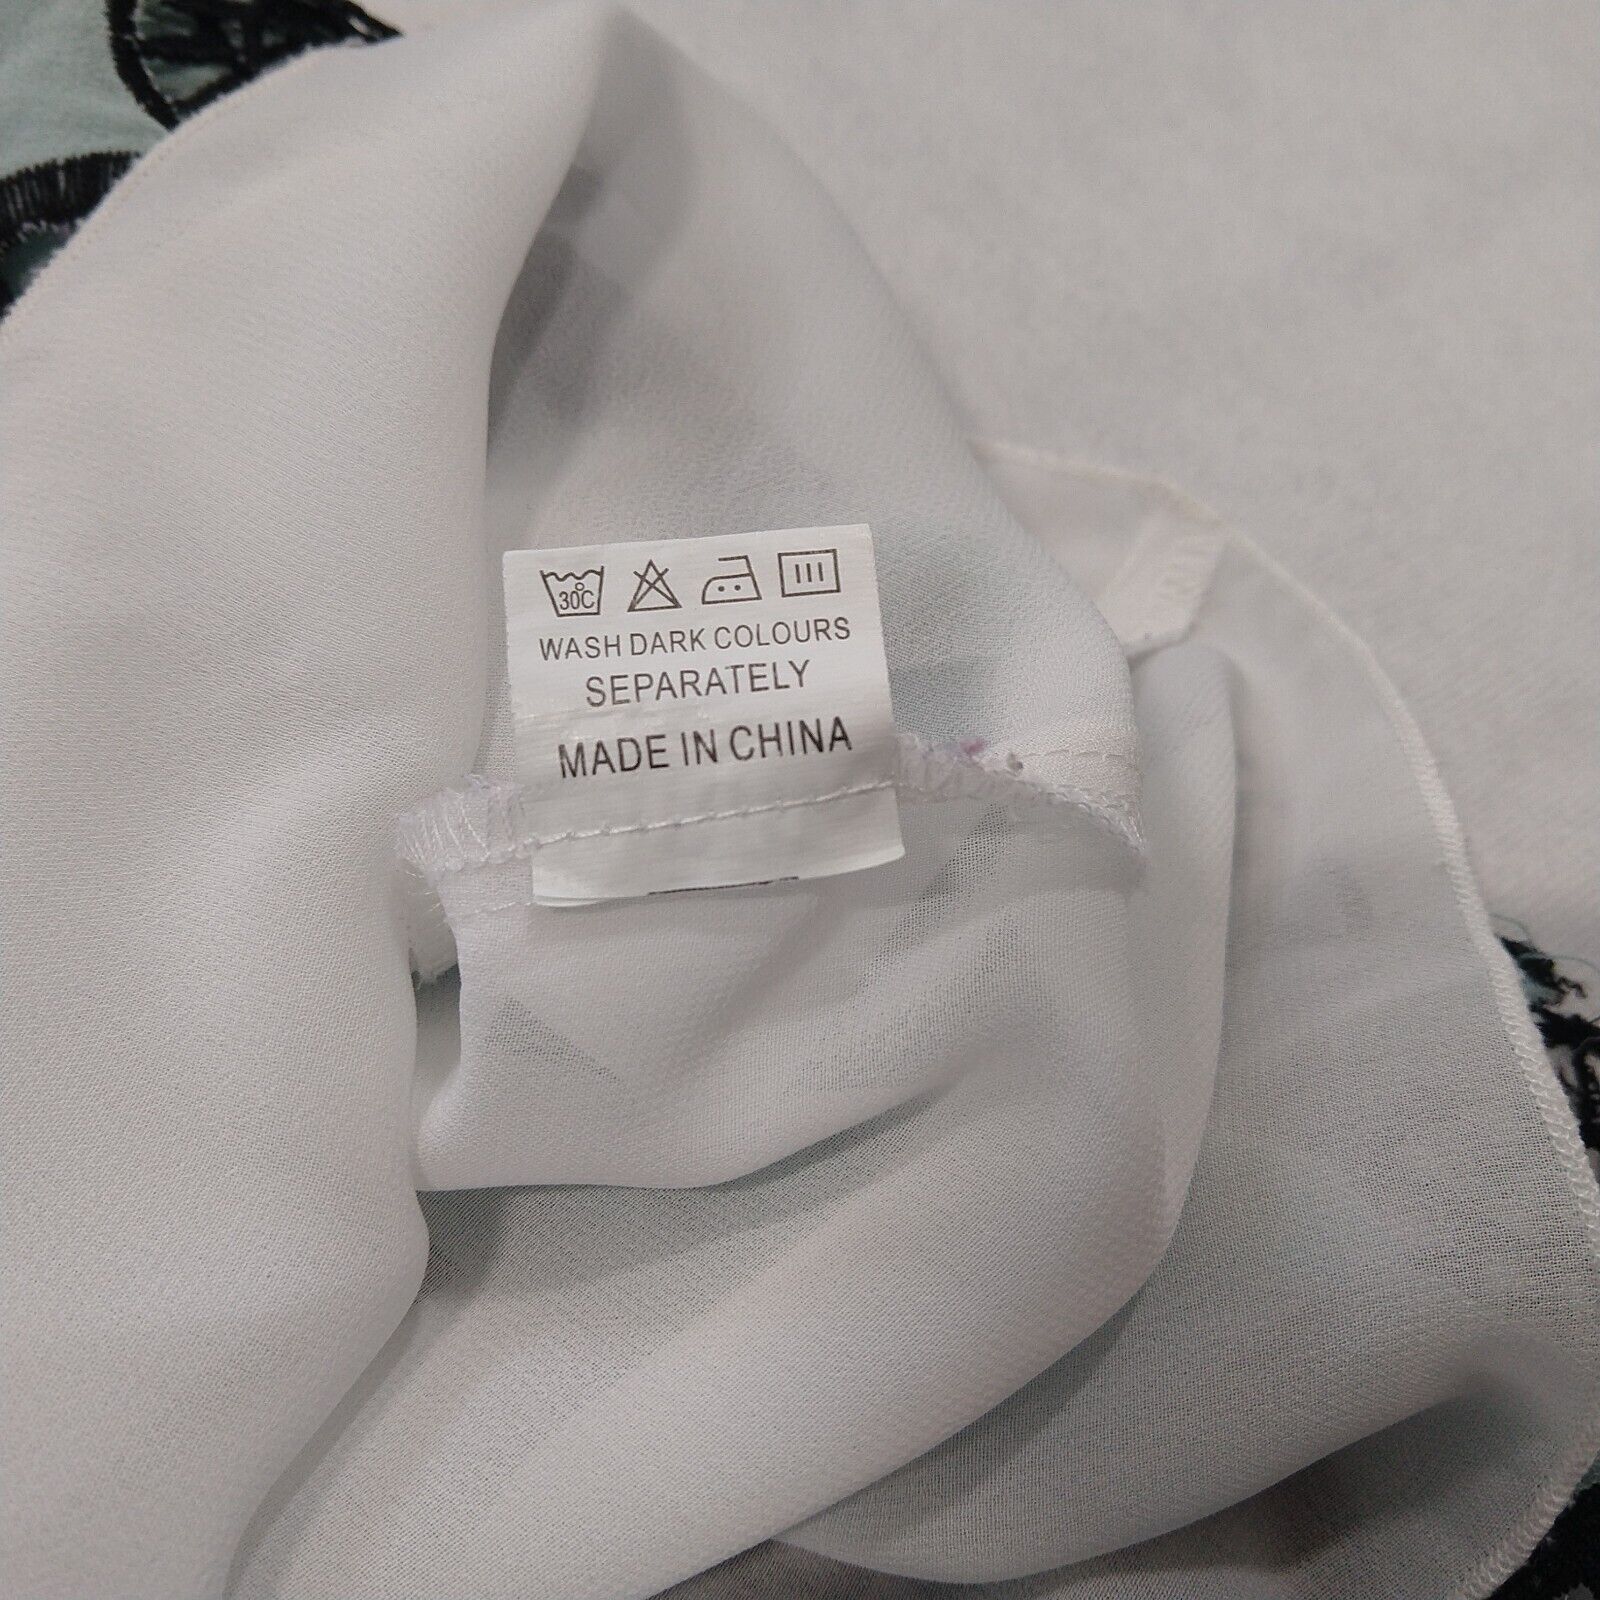 30°C
WASH DARK COLOURS
SEPARATELY
MADE IN CHINA